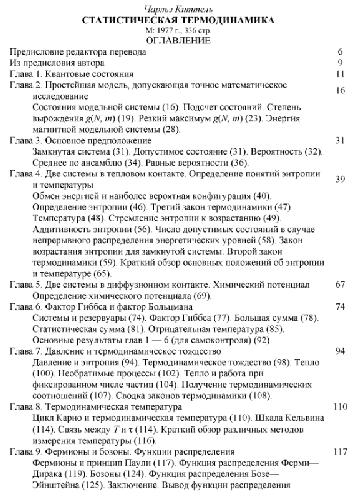 Чарльз Киттель
СТАТИСТИЧЕСКАЯ ТЕРМОДИНАМИКА
М: 1977 г., 336 стр.
ОГЛАВЛЕНИЕ
Предисловие редактора перевода 6
Из предисловия автора 9
Глава 1. Квантовые состояния 11
Глава 2. Простейшая модель, допускающая точное математическое 16
исследование
Состояния модельной системы (16). Подсчет состояний. Степень
вырождения g(N, m) (19). Резкий максимум g(N, m) (23). Энергия
магнитной модельной системы (28).
Глава 3. Основное предположение 31
Замкнутая система (31). Допустимое состояние (31). Вероятность (32).
Среднее по ансамблю (34). Равные вероятности (36).
Глава 4. Две системы в тепловом контакте. Определение понятий энтропии 39
и температуры
Обмен энергией и наиболее вероятная конфигурация (40).
Определение энтропии (46). Третий закон термодинамики (47).
Температура (48). Стремление энтропии к возрастанию (49).
Аддитивность энтропии (56). Число допустимых состояний в случае
непрерывного распределения энергетических уровней (58). Закон
возрастания энтропии для замкнутой системы. Второй закон
термодинамики (59). Краткий обзор основных положений об энтропии
и температуре (65).
Глава 5. Две системы в диффузионном контакте. Химический потенциал 67
Определение химического потенциала (69).
Глава 6. Фактор Гиббса и фактор Больцмана 74
Системы и резервуары (74). Фактор Гиббса (77). Большая сумма (78).
Статистическая сумма (81). Отрицательная температура (85).
Основные результаты глав 1 — 6 (для самоконтроля) (92)
Глава 7. Давление и термодинамическое тождество 94
Давление и энтропия (94). Термодинамическое тождество (98). Тепло
(100). Необратимые процессы (102). Тепло и работа при
фиксированном числе частиц (104). Получение термодинамических
соотношений (107). Сводка законов термодинамики (108).
Глава 8. Термодинамическая температура 110
Цикл Карно и термодинамическая температура (110). Шкала Кельвина
(114). Связь между T и τ (114). Краткий обзор различных методов
измерения температуры (116).
Глава 9. Фермионы и бозоны. Функции распределения 117
Фермионы и принцип Паули (117). Функция распределения Ферми—
Дирака (119). Бозоны (124). Функция распределения Бозе—
Эйнштейна (125). Заключение. Вывод функции распределения